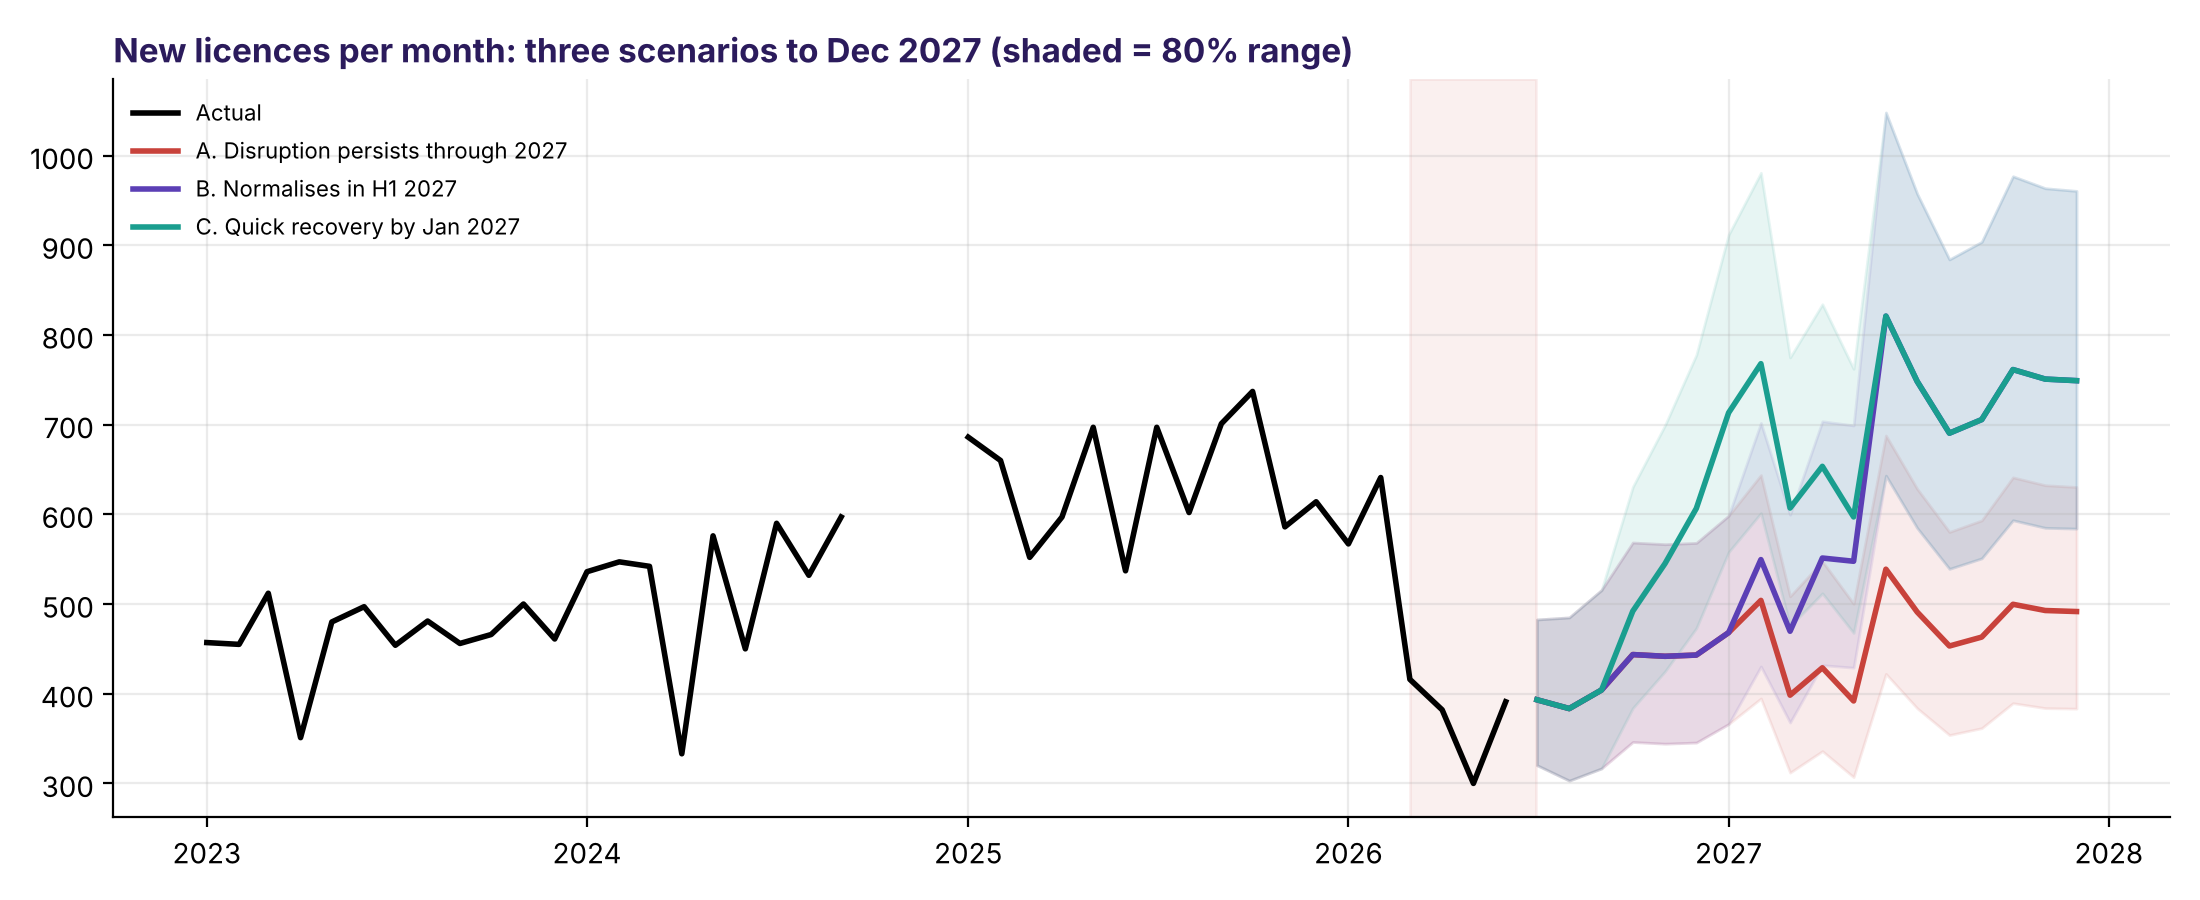 New licences per month: three scenarios to Dec 2027 (shaded = 80% range)
Actual
A. Disruption persists through 2027
B. Normalises in H1 2027
C. Quick recovery by Jan 2027
1000
900
800
700
600
500
400
300
2023 2024 2025 2026 2027 2028